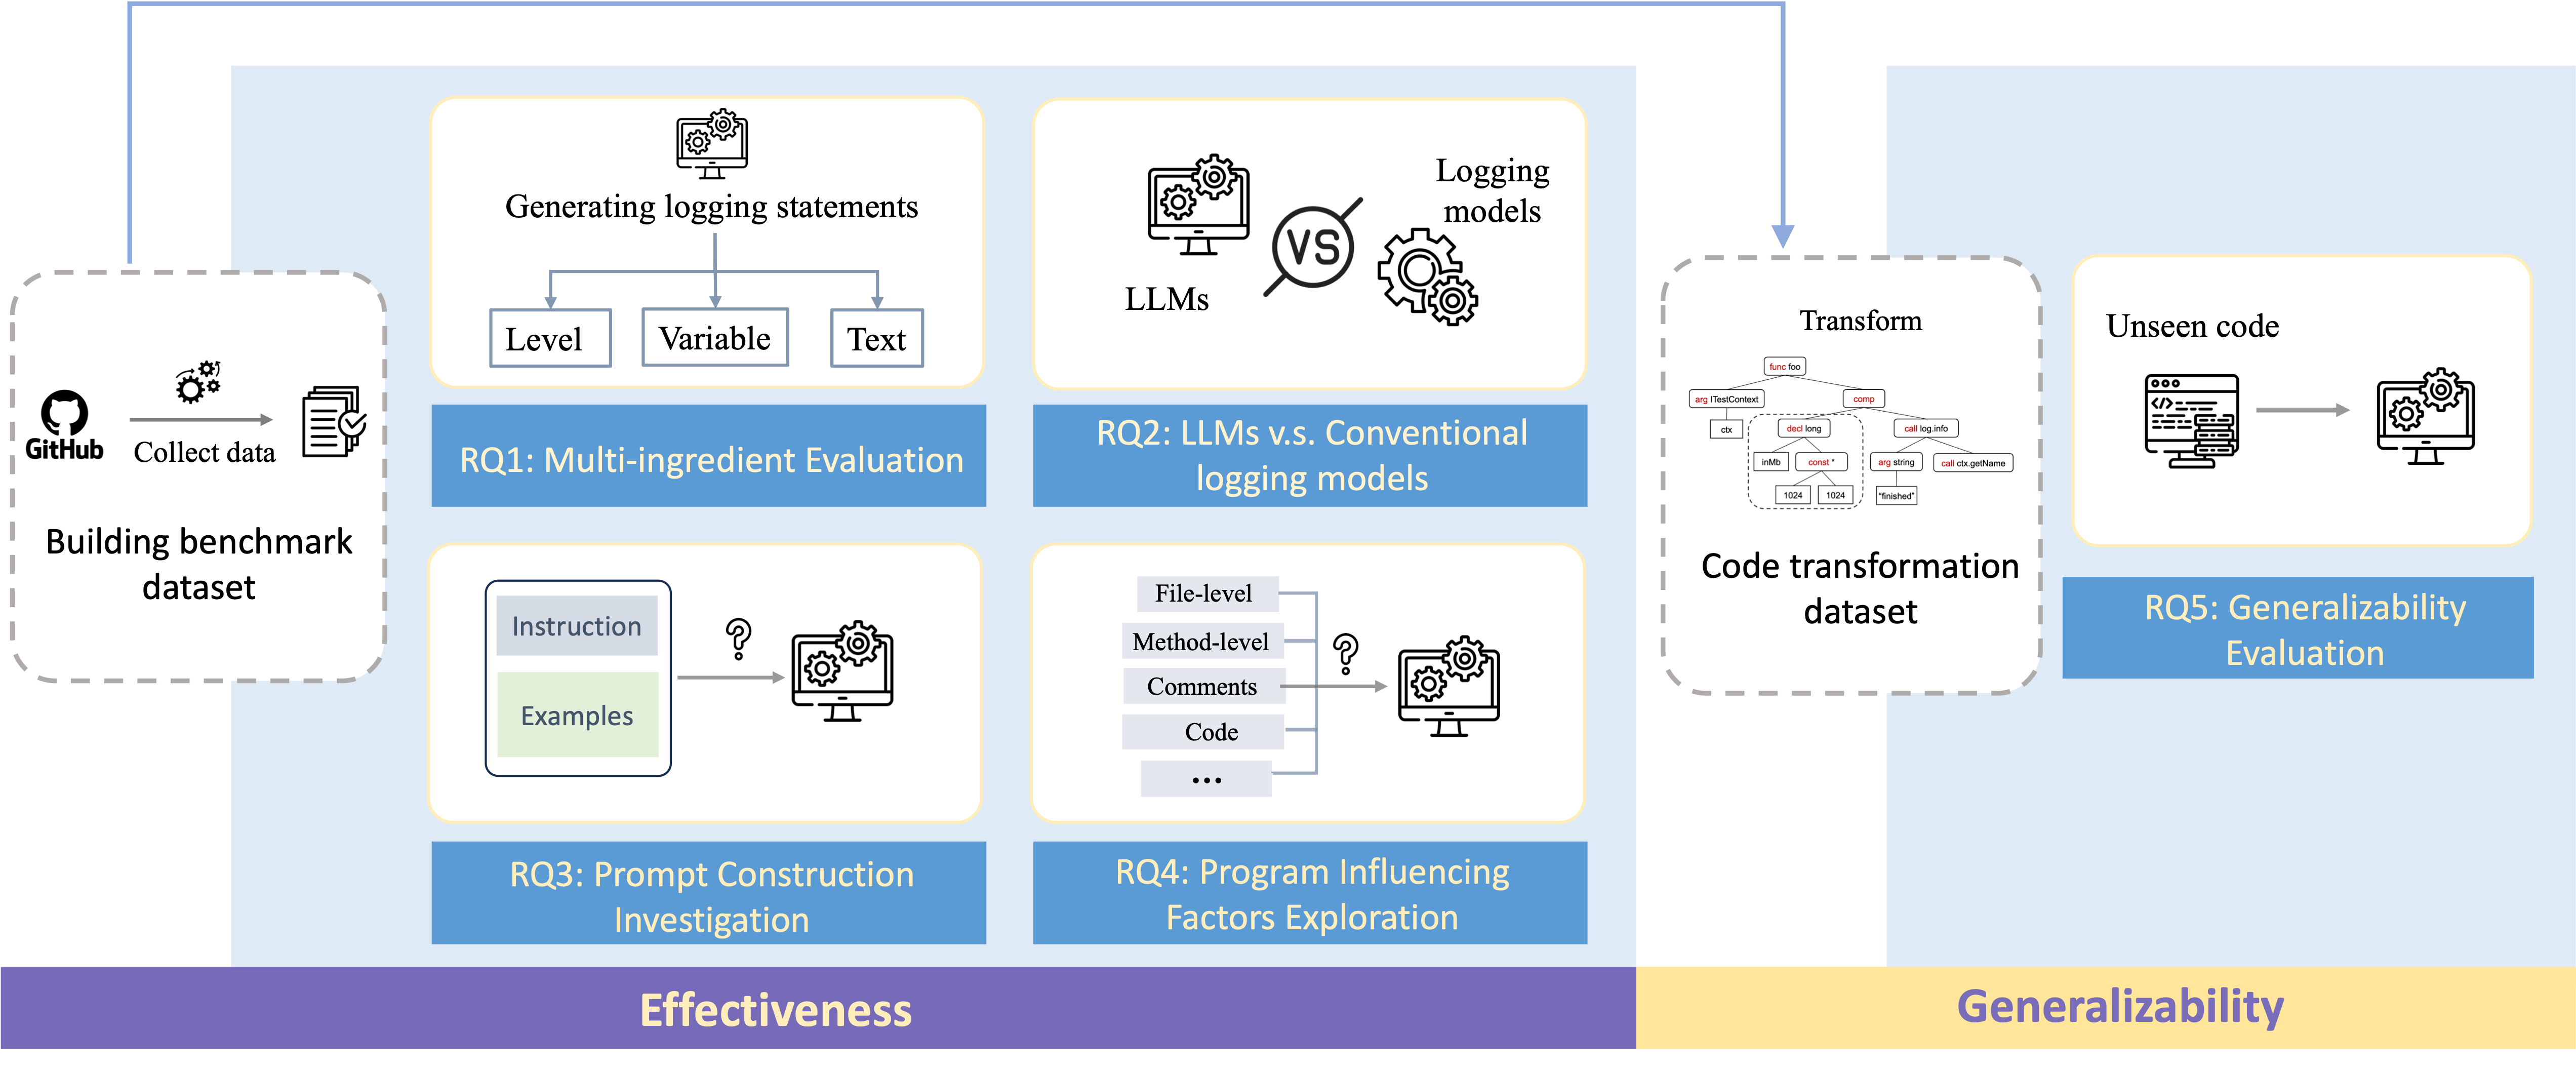 GitHub
Collect data
Building benchmark
dataset
Generating logging statements
Level
Variable
Text
RQ1: Multi-ingredient Evaluation
LLMs
VS
Logging
models
RQ2: LLMs v.s. Conventional
logging models
Instruction
Examples
?
RQ3: Prompt Construction
Investigation
File-level
Method-level
Comments
Code
...
?
RQ4: Program Influencing
Factors Exploration
Transform
func foo
arg ITestContext
comp
ctx
decl long
call log.info
inMb
const *
arg string
call ctx.getName
1024
1024
"finished"
Code transformation
dataset
Unseen code
</>
RQ5: Generalizability
Evaluation
Effectiveness
Generalizability